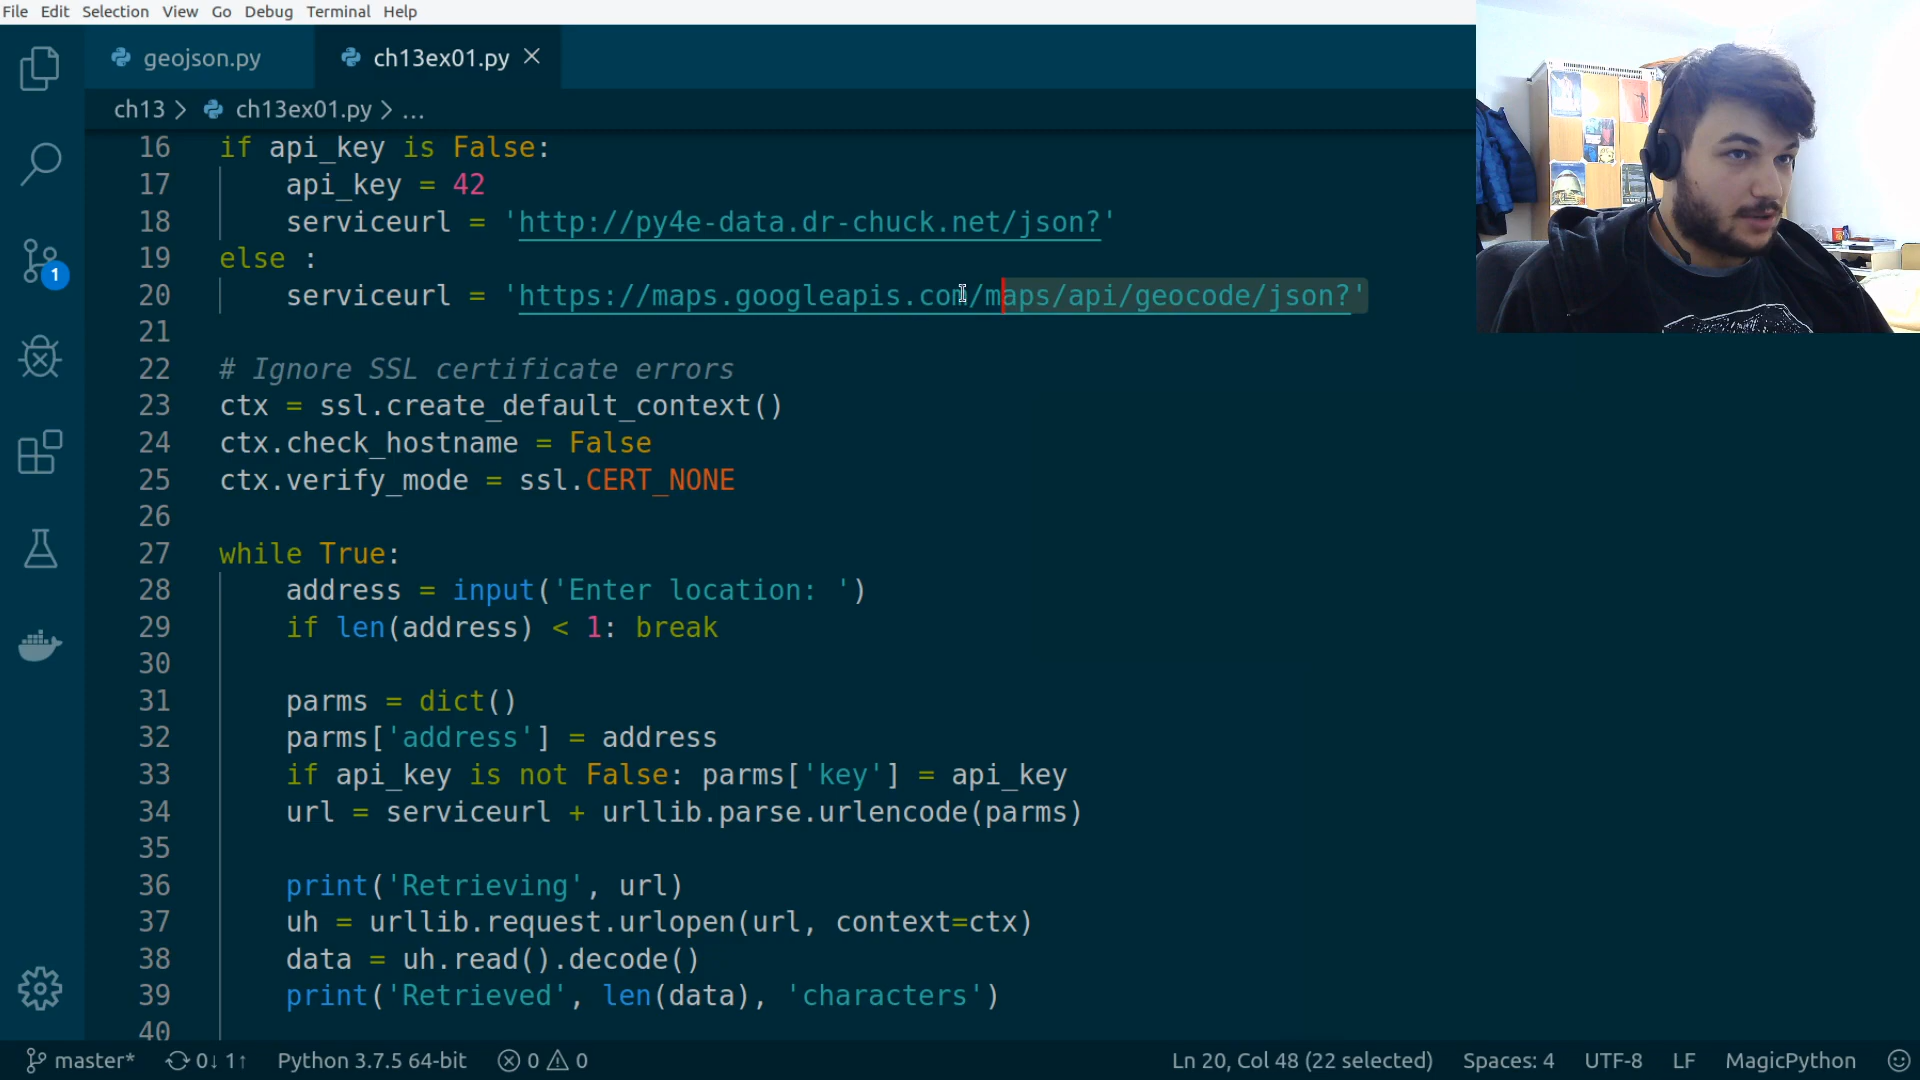 File Edit Selection View Go Debug Terminal Help
geojson.py
ch13ex01.py
ch13 > ch13ex01.py > ...
16 if api_key is False:
17 api_key = 42
18 serviceurl = 'http://py4e-data.dr-chuck.net/json?'
19 else :
20 serviceurl = 'https://maps.googleapis.com/maps/api/geocode/json?'
21
22 # Ignore SSL certificate errors
23 ctx = ssl.create_default_context()
24 ctx.check_hostname = False
25 ctx.verify_mode = ssl.CERT_NONE
26
27 while True:
28 address = input('Enter location: ')
29 if len(address) < 1: break
30
31 parms = dict()
32 parms['address'] = address
33 if api_key is not False: parms['key'] = api_key
34 url = serviceurl + urllib.parse.urlencode(parms)
35
36 print('Retrieving', url)
37 uh = urllib.request.urlopen(url, context=ctx)
38 data = uh.read().decode()
39 print('Retrieved', len(data), 'characters')
40
1
master* 0↓ 1↑ Python 3.7.5 64-bit 0 0 Ln 20, Col 48 (22 selected) Spaces: 4 UTF-8 LF MagicPython